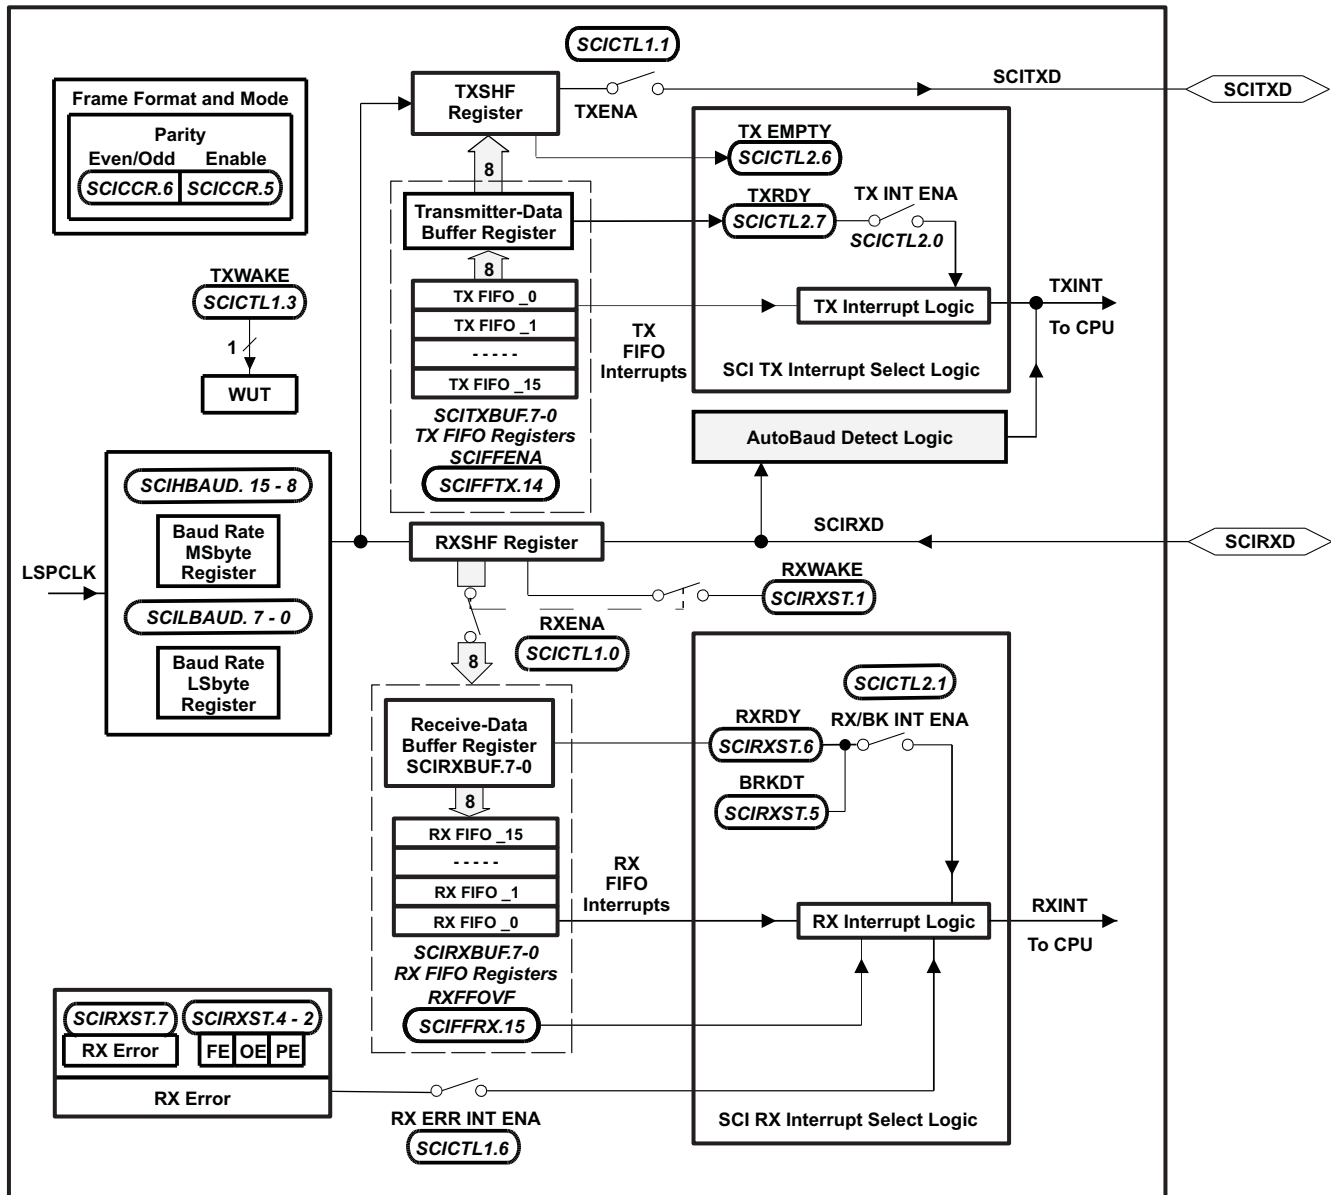 SCICTL1.1
Frame Format and Mode
Parity
Even/Odd Enable
SCICCR.6 SCICCR.5
TXSHF
Register
TXENA
SCITXD
SCITXD
8
TX EMPTY
SCICTL2.6
TXRDY
SCICTL2.7
TX INT ENA
SCICTL2.0
Transmitter-Data
Buffer Register
8
TX FIFO _0
TX FIFO _1
- - - - -
TX FIFO _15
SCITXBUF.7-0
TX FIFO Registers
SCIFFENA
SCIFFTX.14
TX
FIFO
Interrupts
TX Interrupt Logic
TXINT
To CPU
SCI TX Interrupt Select Logic
TXWAKE
SCICTL1.3
1
WUT
AutoBaud Detect Logic
LSPCLK
SCIHBAUD. 15 - 8
Baud Rate
MSbyte
Register
SCILBAUD. 7 - 0
Baud Rate
LSbyte
Register
RXSHF Register
SCIRXD
SCIRXD
RXWAKE
SCIRXST.1
RXENA
SCICTL1.0
8
Receive-Data
Buffer Register
SCIRXBUF.7-0
8
RX FIFO _15
- - - - -
RX FIFO _1
RX FIFO _0
SCIRXBUF.7-0
RX FIFO Registers
RXFFOVF
SCIFFRX.15
RX
FIFO
Interrupts
SCICTL2.1
RX/BK INT ENA
RXRDY
SCIRXST.6
BRKDT
SCIRXST.5
RX Interrupt Logic
RXINT
To CPU
SCI RX Interrupt Select Logic
SCIRXST.7 SCIRXST.4 - 2
RX Error FE OE PE
RX Error
RX ERR INT ENA
SCICTL1.6